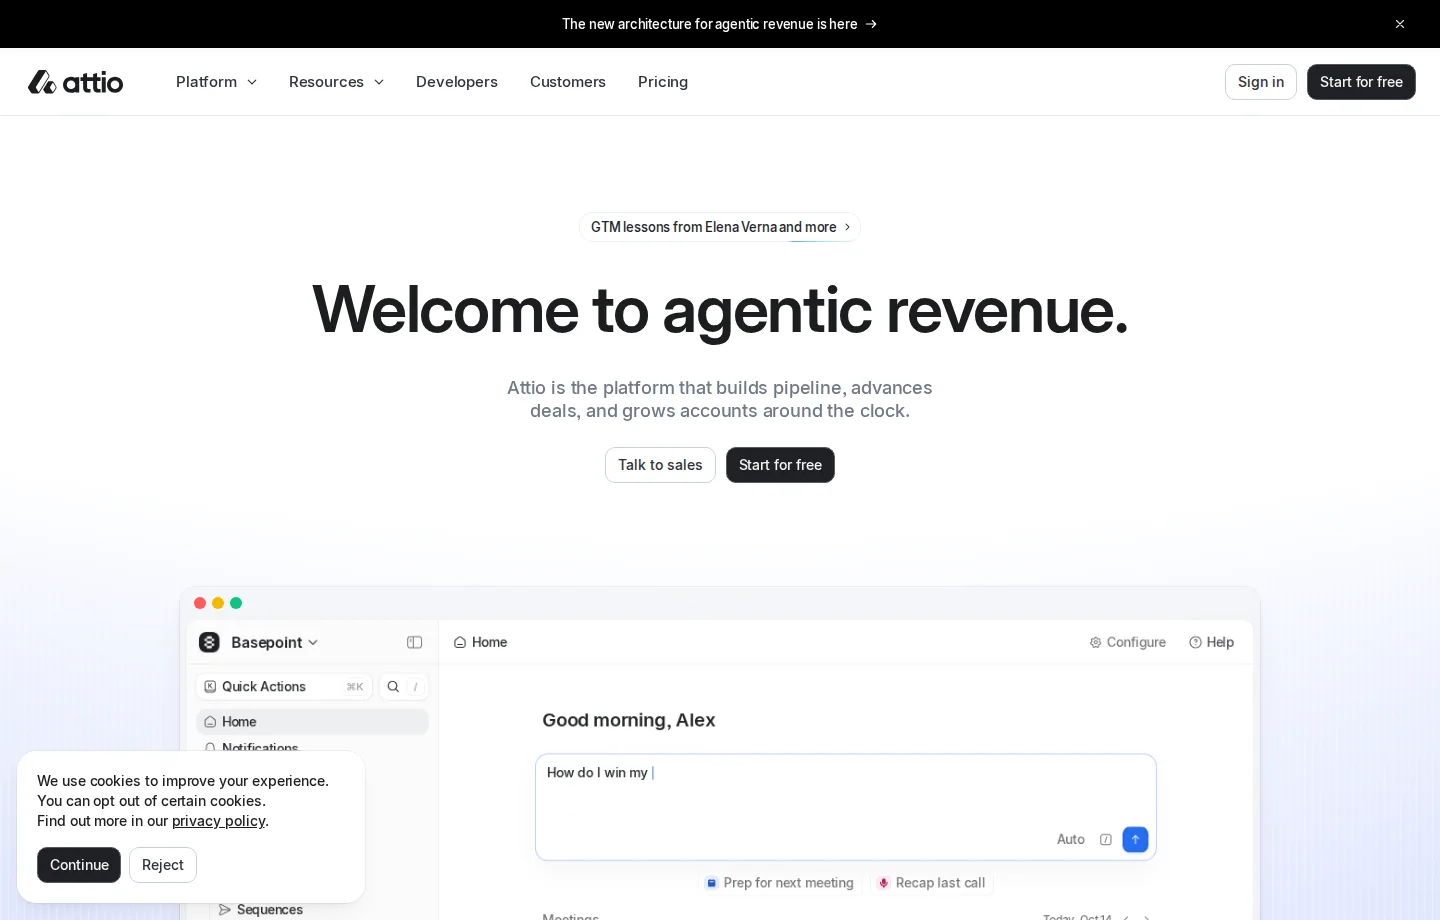 The new architecture for agentic revenue is here →
attio
Platform
Resources
Developers
Customers
Pricing
Sign in
Start for free
GTM lessons from Elena Verna and more
Welcome to agentic revenue.
Attio is the platform that builds pipeline, advances
deals, and grows accounts around the clock.
Talk to sales
Start for free
Basepoint
Home
Configure
Help
Quick Actions
⌘K
/
Home
Notifications
Good morning, Alex
How do I win my
Auto
Prep for next meeting
Recap last call
Meetings
Today, Oct 14
We use cookies to improve your experience.
You can opt out of certain cookies.
Find out more in our privacy policy.
Continue
Reject
Sequences